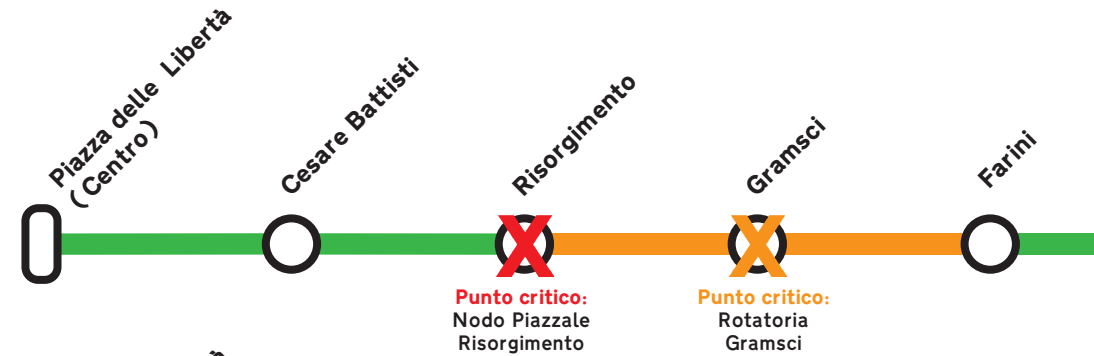 Piazza delle Libertà
(Centro)
Cesare Battisti
Risorgimento
Gramsci
Farini
Punto critico:
Nodo Piazzale
Risorgimento
Punto critico:
Rotatoria
Gramsci